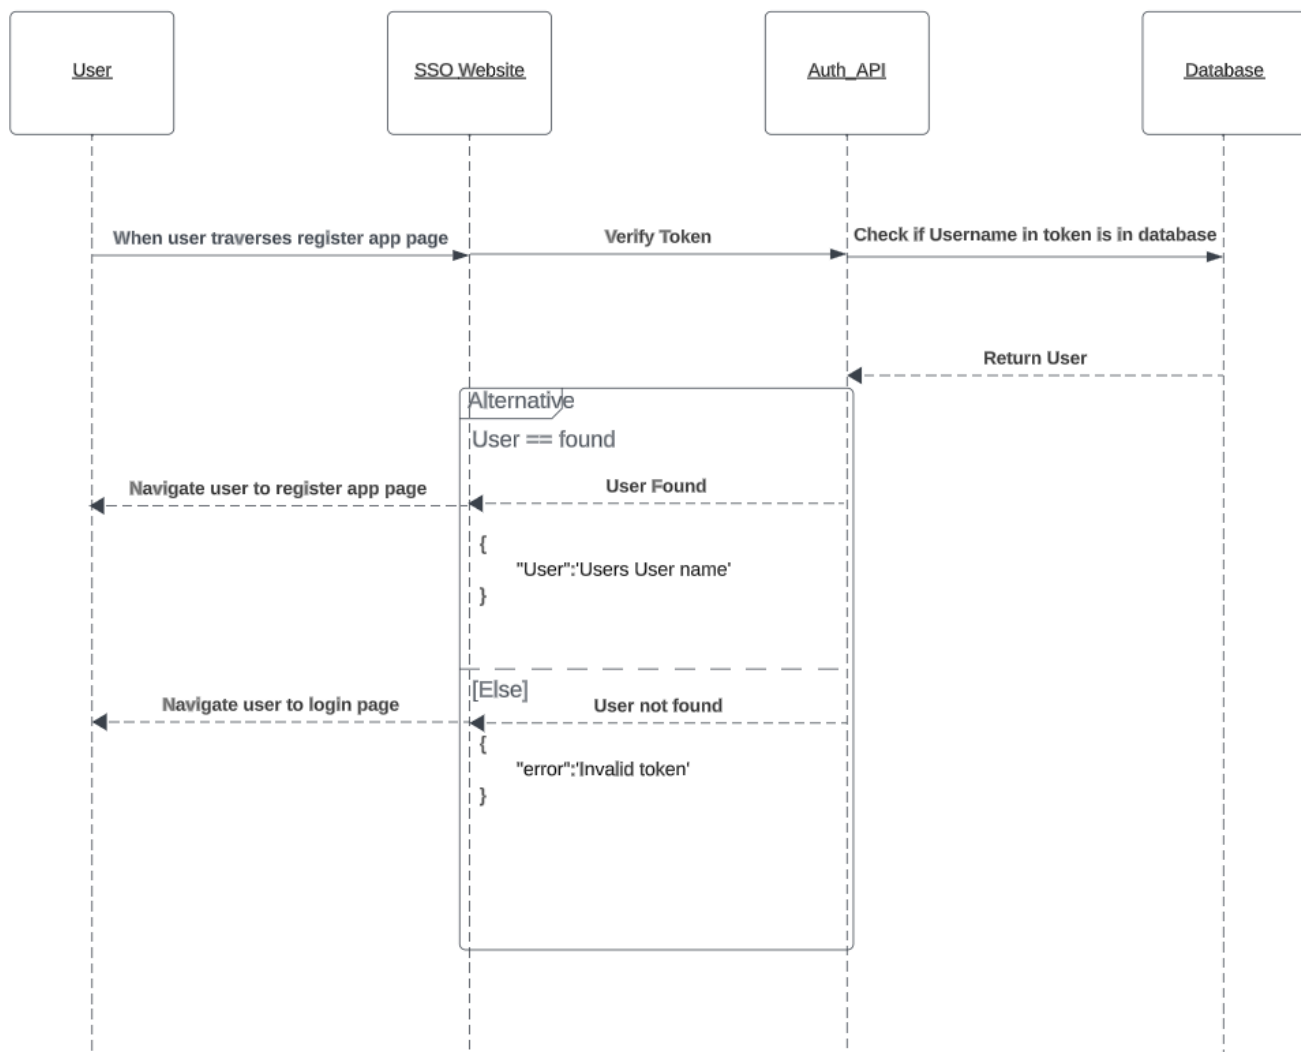 User
SSO Website
Auth_API
Database
When user traverses register app page
Verify Token
Check if Username in token is in database
Return User
Alternative
User == found
Navigate user to register app page
User Found
{
"User":'Users User name'
}
[Else]
Navigate user to login page
User not found
{
"error":'Invalid token'
}